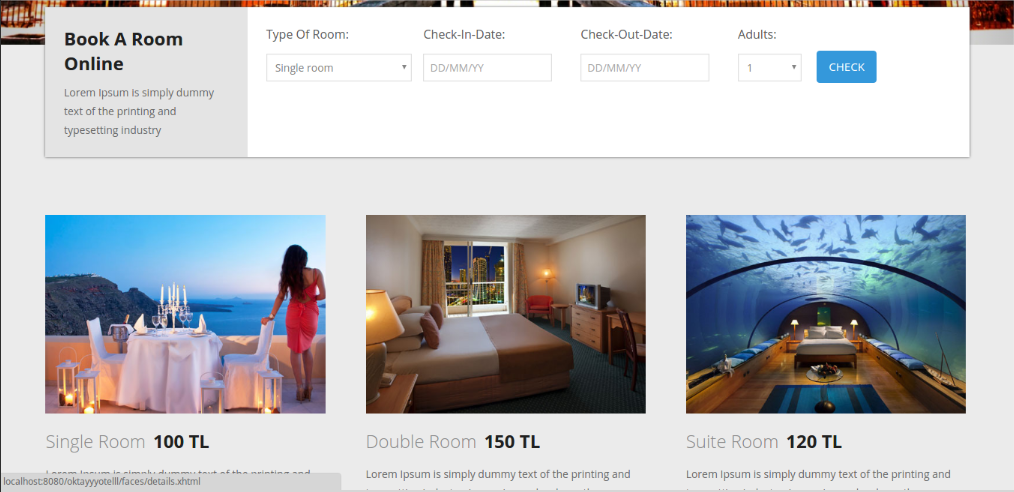 Book A Room
Online
Lorem Ipsum is simply dummy
text of the printing and
typesetting industry
Type Of Room:
Check-In-Date:
Check-Out-Date:
Adults:
Single room
DD/MM/YY
DD/MM/YY
1
CHECK
Single Room 100 TL
Double Room 150 TL
Suite Room 120 TL
Lorem Ipsum is simply dummy text of the printing and
Lorem Ipsum is simply dummy text of the printing and
Lorem Ipsum is simply dummy text of the printing and
localhost:8080/oktayyyotelll/faces/details.xhtml